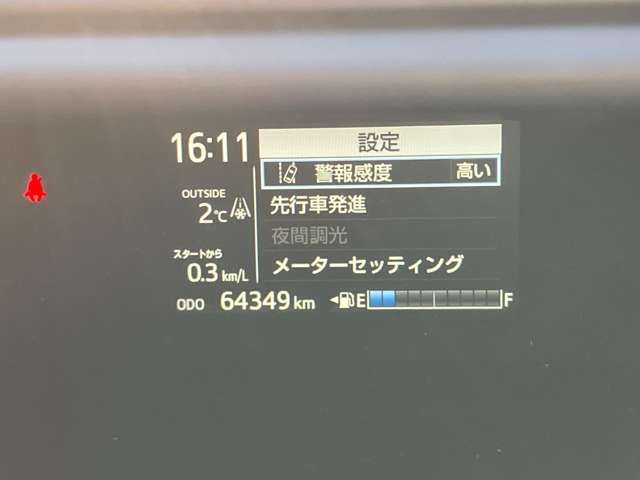 16:11
設定
警報感度 高い
OUTSIDE
2℃
先行車発進
夜間調光
スタートから
0.3 km/L
メーターセッティング
ODO 64349 km E F